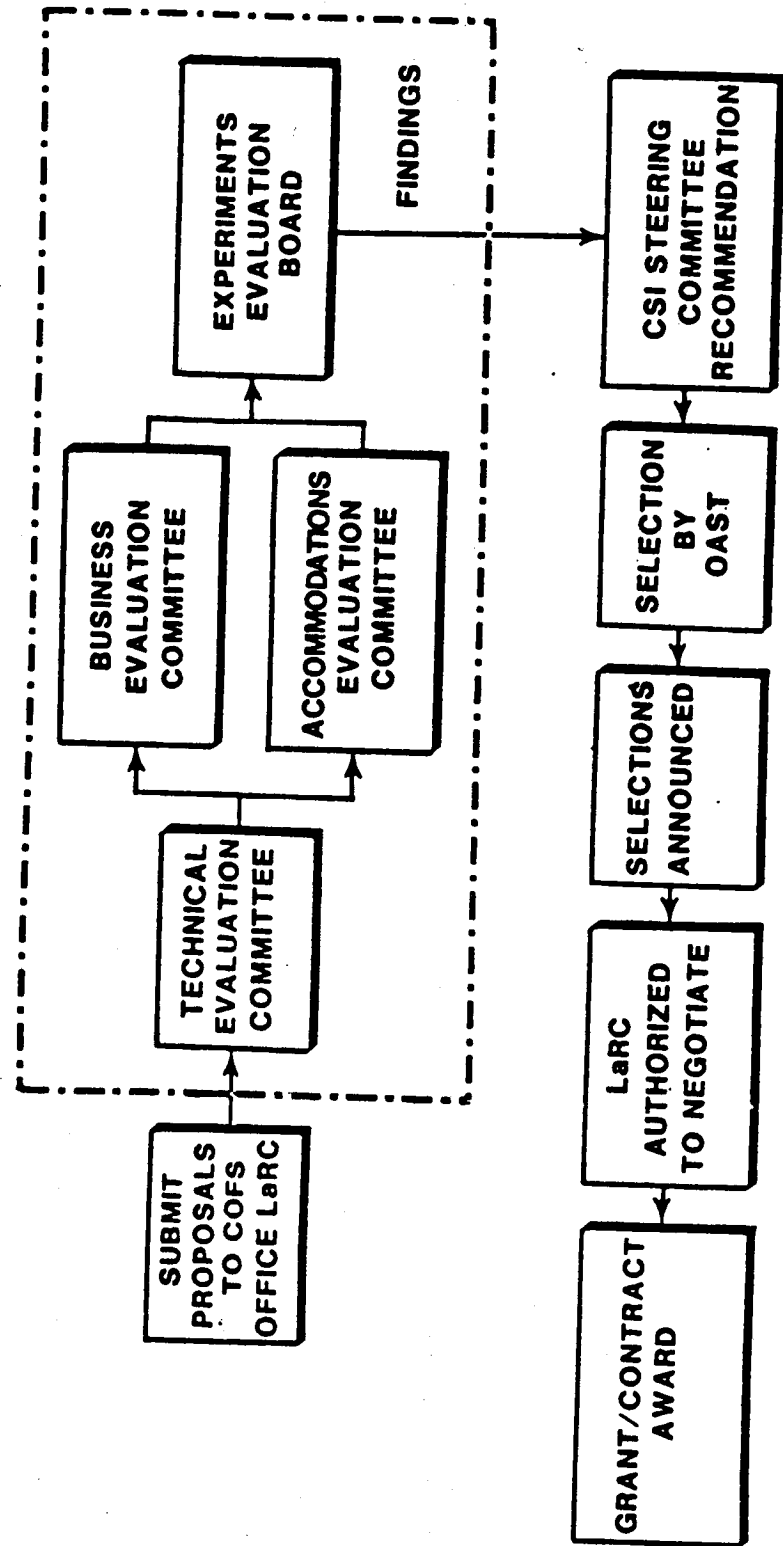 SUBMIT
PROPOSALS
TO COFS
OFFICE LaRC
TECHNICAL
EVALUATION
COMMITTEE
BUSINESS
EVALUATION
COMMITTEE
ACCOMMODATIONS
EVALUATION
COMMITTEE
EXPERIMENTS
EVALUATION
BOARD
FINDINGS
CSI STEERING
COMMITTEE
RECOMMENDATION
SELECTION
BY
OAST
SELECTIONS
ANNOUNCED
LaRC
AUTHORIZED
TO NEGOTIATE
GRANT/CONTRACT
AWARD